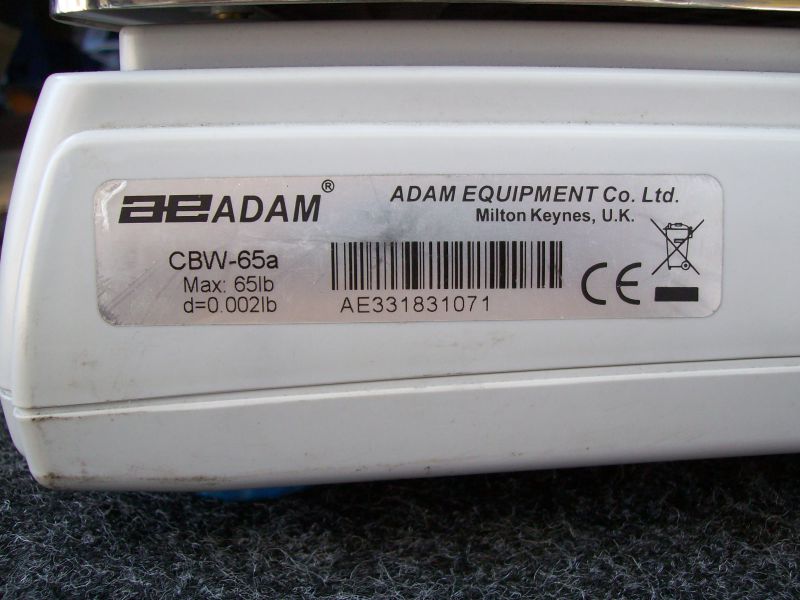 aeADAM®
ADAM EQUIPMENT Co. Ltd.
Milton Keynes, U.K.
CBW-65a
Max: 65lb
d=0.002lb
AE331831071
CE